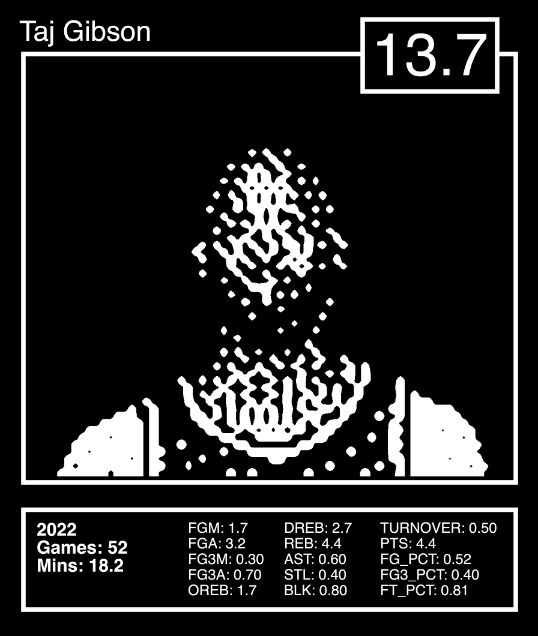 Taj Gibson
13.7
2022
Games: 52
Mins: 18.2
FGM: 1.7
FGA: 3.2
FG3M: 0.30
FG3A: 0.70
OREB: 1.7
DREB: 2.7
REB: 4.4
AST: 0.60
STL: 0.40
BLK: 0.80
TURNOVER: 0.50
PTS: 4.4
FG_PCT: 0.52
FG3_PCT: 0.40
FT_PCT: 0.81